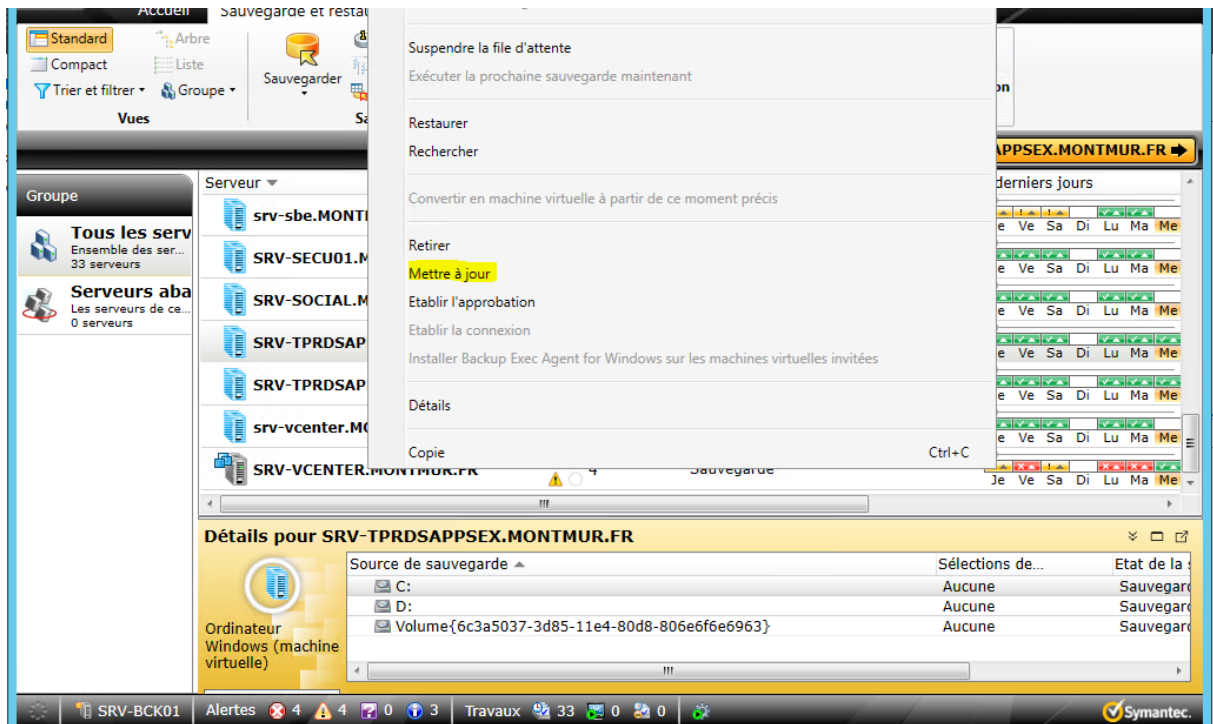 Accueil Sauvegarde et restau
Standard Arbre
Compact Liste
Trier et filtrer Groupe
Vues
Sauvegarder
Sa
Suspendre la file d'attente
Exécuter la prochaine sauvegarde maintenant
Restaurer
Rechercher
Convertir en machine virtuelle à partir de ce moment précis
Retirer
Mettre à jour
Etablir l'approbation
Etablir la connexion
Installer Backup Exec Agent for Windows sur les machines virtuelles invitées
Détails
Copie Ctrl+C
on
APPSEX.MONTMUR.FR
Groupe
Tous les serv
Ensemble des ser...
33 serveurs
Serveurs aba
Les serveurs de ce...
0 serveurs
Serveur derniers jours
srv-sbe.MONT
e Ve Sa Di Lu Ma Me
SRV-SECU01.M
e Ve Sa Di Lu Ma Me
SRV-SOCIAL.M
e Ve Sa Di Lu Ma Me
SRV-TPRDSAP
e Ve Sa Di Lu Ma Me
SRV-TPRDSAP
e Ve Sa Di Lu Ma Me
srv-vcenter.MO
e Ve Sa Di Lu Ma Me
SRV-VCENTER.MONTMUR.FR 4 Sauvegarde
Je Ve Sa Di Lu Ma Me
Détails pour SRV-TPRDSAPPSEX.MONTMUR.FR
Ordinateur
Windows (machine
virtuelle)
Source de sauvegarde Sélections de... Etat de la s
C: Aucune Sauvegard
D: Aucune Sauvegard
Volume{6c3a5037-3d85-11e4-80d8-806e6f6e6963} Aucune Sauvegard
SRV-BCK01 Alertes 4 4 0 3 Travaux 33 0 0 Symantec.